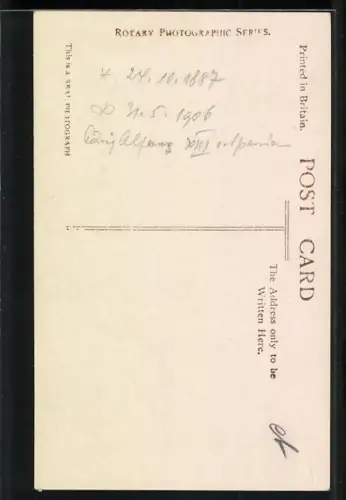 ROTARY PHOTOGRAPHIC SERIES.
* 24.10.1887
∞ 31.5.1906
König Alfons XIII v. Spanien
This is a REAL PHOTOGRAPH
Printed in Britain.
POST CARD
The Address only to be
Written Here.